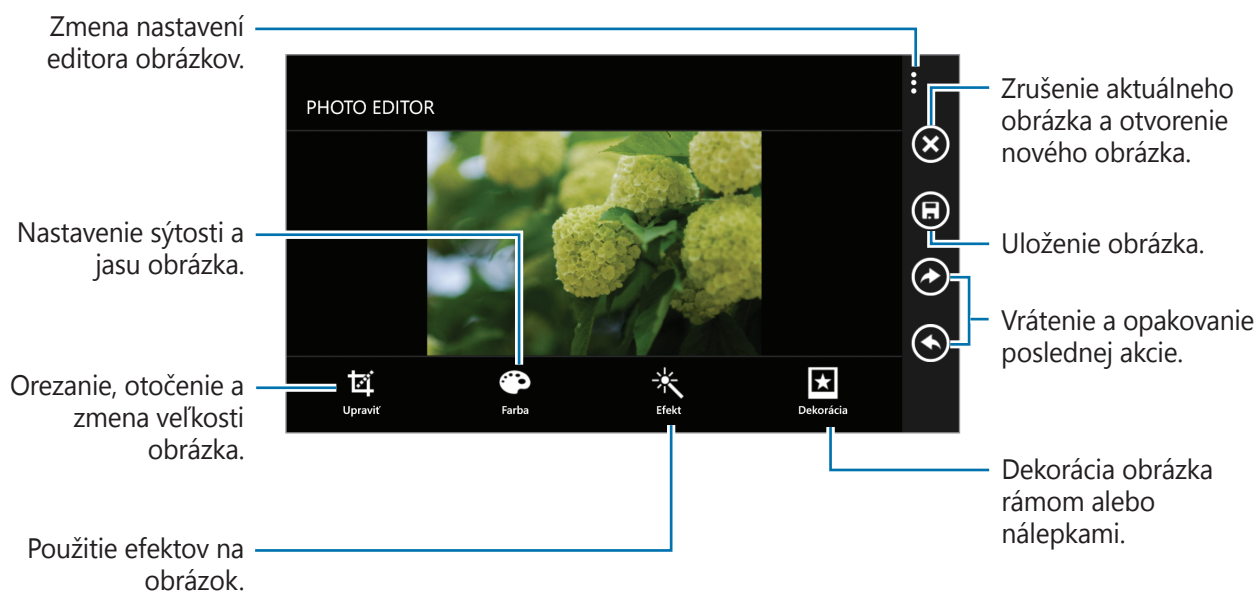 Zmena nastavení
editora obrázkov.
PHOTO EDITOR
Zrušenie aktuálneho
obrázka a otvorenie
nového obrázka.
Nastavenie sýtosti a
jasu obrázka.
Uloženie obrázka.
Vrátenie a opakovanie
poslednej akcie.
Orezanie, otočenie a
zmena veľkosti
obrázka.
Upraviť
Farba
Efekt
Dekorácia
Dekorácia obrázka
rámom alebo
nálepkami.
Použitie efektov na
obrázok.